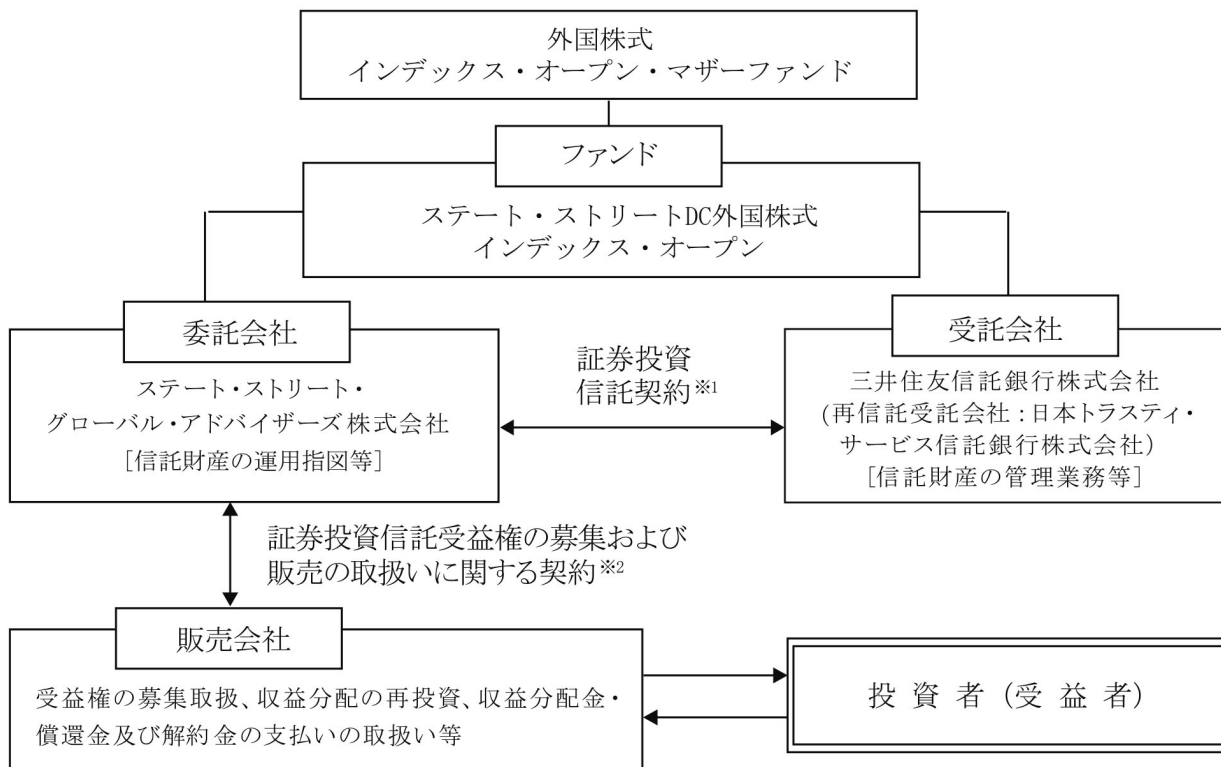 外国株式
インデックス・オープン・マザーファンド
ファンド
ステート・ストリートDC外国株式
インデックス・オープン
委託会社
ステート・ストリート・
グローバル・アドバイザーズ株式会社
[信託財産の運用指図等]
証券投資
信託契約※1
受託会社
三井住友信託銀行株式会社
(再信託受託会社:日本トラスティ・
サービス信託銀行株式会社)
[信託財産の管理業務等]
証券投資信託受益権の募集および
販売の取扱いに関する契約※2
販売会社
受益権の募集取扱、収益分配の再投資、収益分配金・
償還金及び解約金の支払いの取扱い等
投資者(受益者)